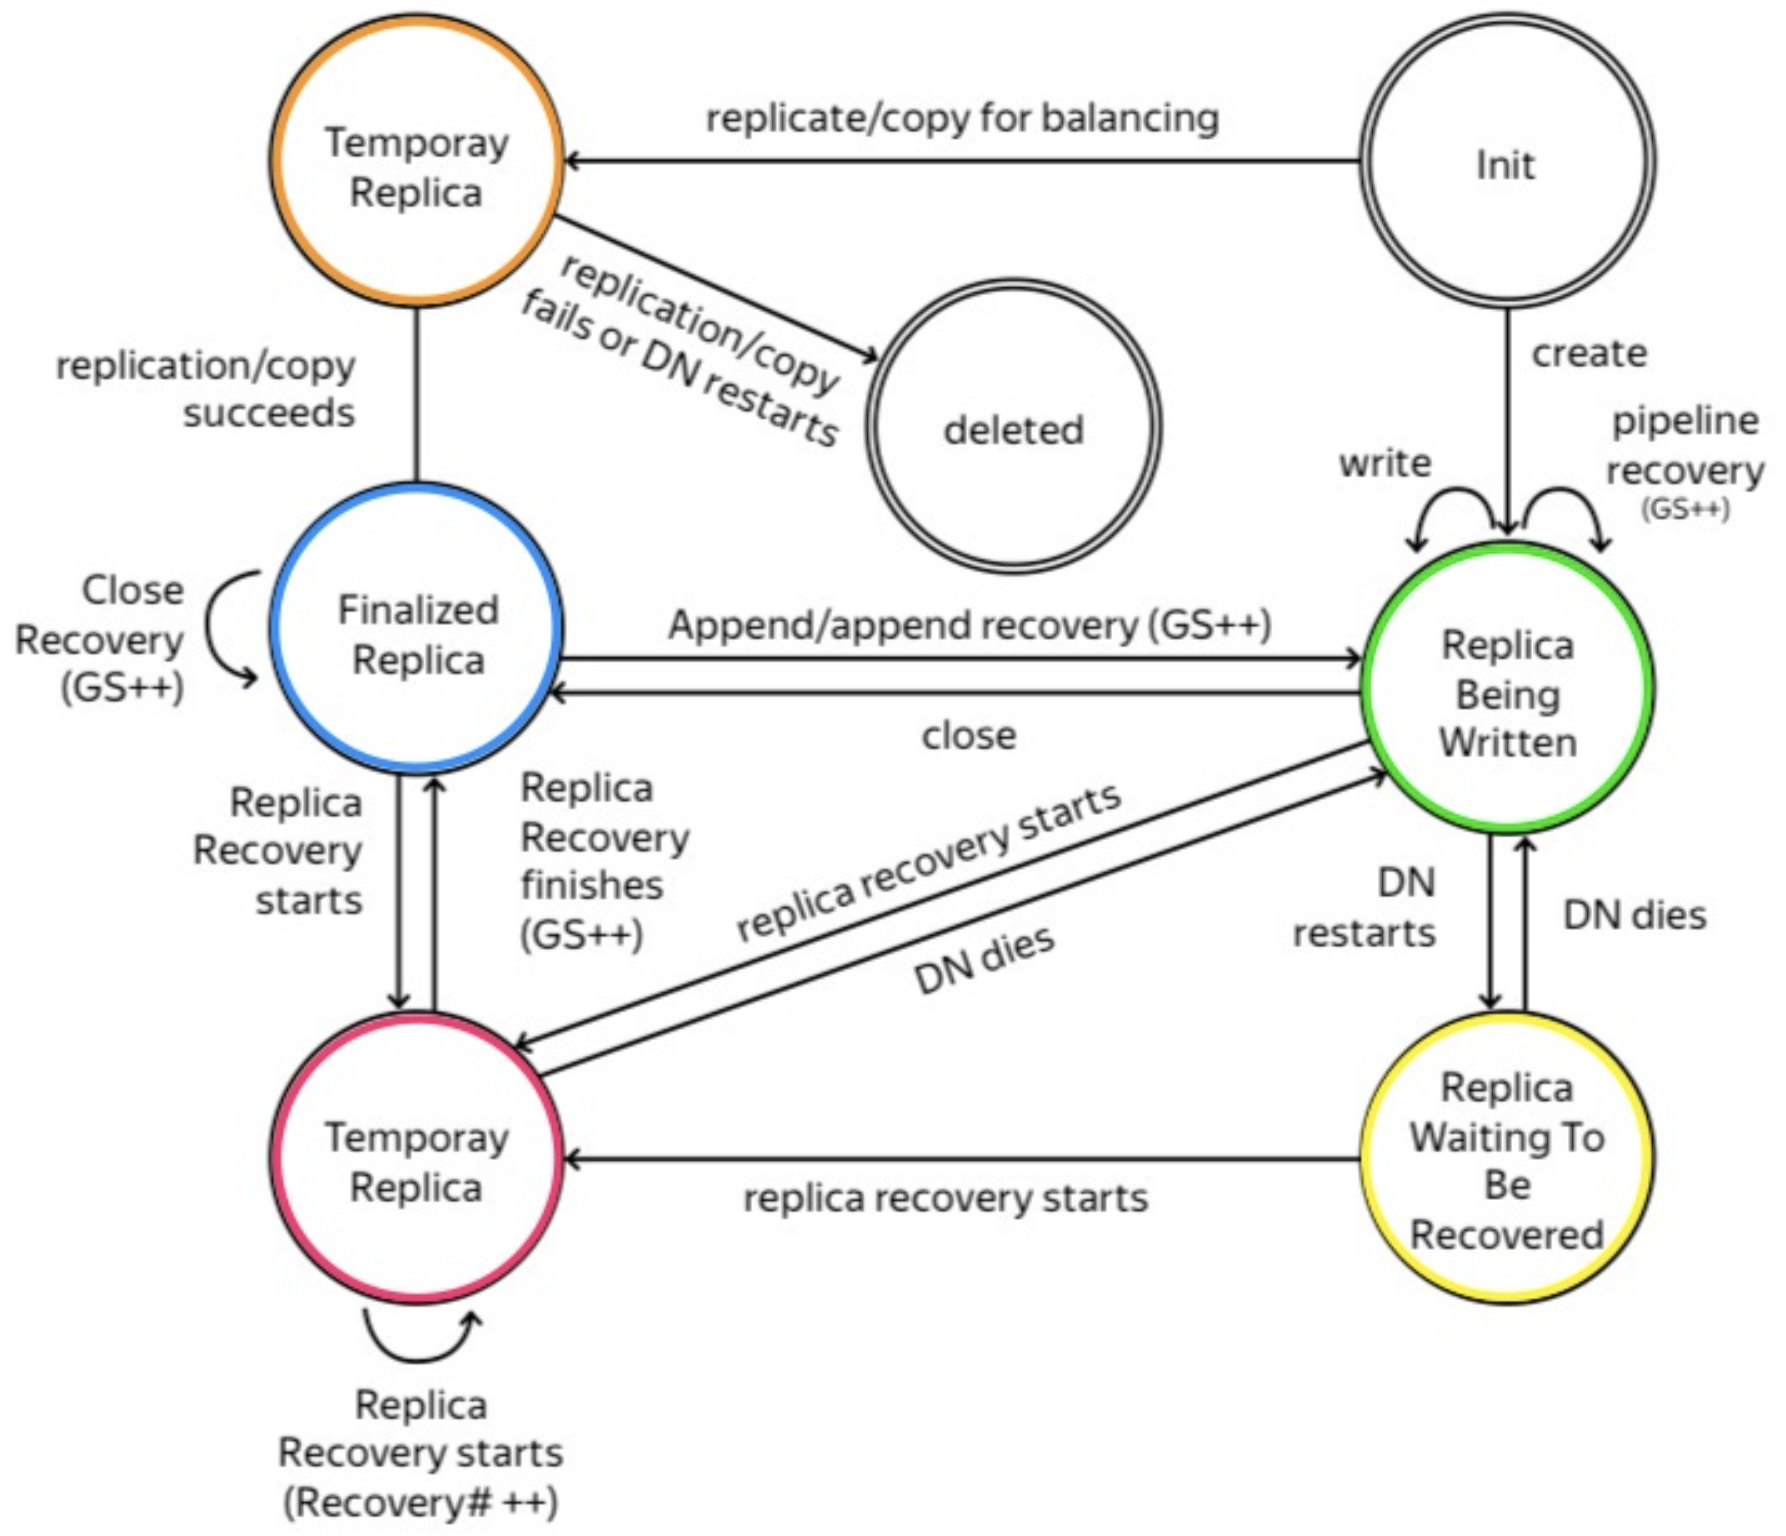 Temporay
Replica
replicate/copy for balancing
Init
replication/copy
fails or DN restarts
replication/copy
succeeds
deleted
create
write
pipeline
recovery
(GS++)
Close
Recovery
(GS++)
Finalized
Replica
Append/append recovery (GS++)
close
Replica
Being
Written
Replica
Recovery
starts
Replica
Recovery
finishes
(GS++)
replica recovery starts
DN dies
DN
restarts
DN dies
Temporay
Replica
replica recovery starts
Replica
Waiting To
Be
Recovered
Replica
Recovery starts
(Recovery# ++)